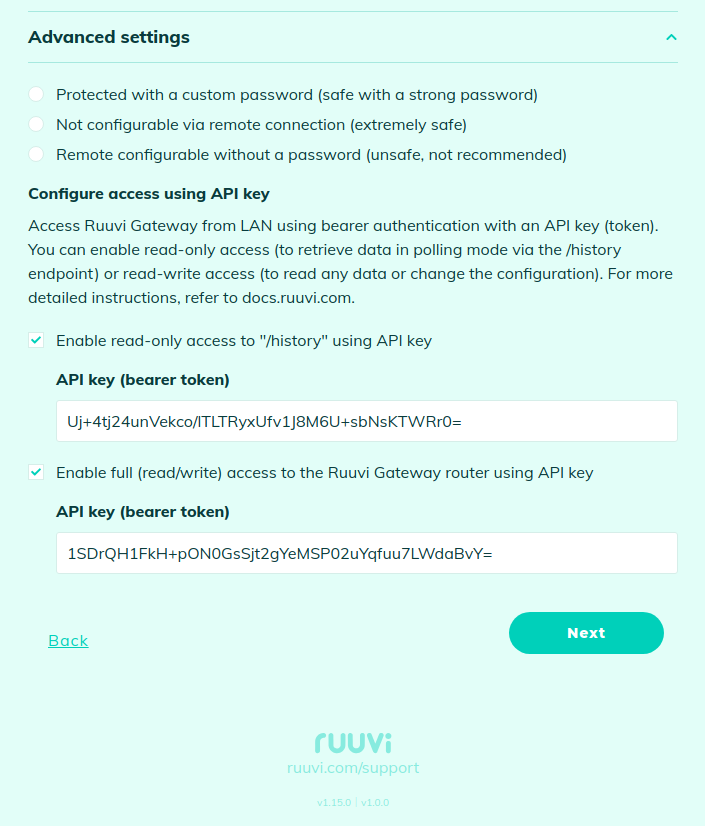 Advanced settings
Protected with a custom password (safe with a strong password)
Not configurable via remote connection (extremely safe)
Remote configurable without a password (unsafe, not recommended)
Configure access using API key
Access Ruuvi Gateway from LAN using bearer authentication with an API key (token).
You can enable read-only access (to retrieve data in polling mode via the /history
endpoint) or read-write access (to read any data or change the configuration). For more
detailed instructions, refer to docs.ruuvi.com.
Enable read-only access to "/history" using API key
API key (bearer token)
Uj+4tj24unVekco/lTLTRyxUfv1J8M6U+sbNsKTWRr0=
Enable full (read/write) access to the Ruuvi Gateway router using API key
API key (bearer token)
1SDrQH1FkH+pON0GsSjt2gYeMSP02uYqfuu7LWdaBvY=
Back
Next
ruuvi
ruuvi.com/support
v1.15.0 | v1.0.0